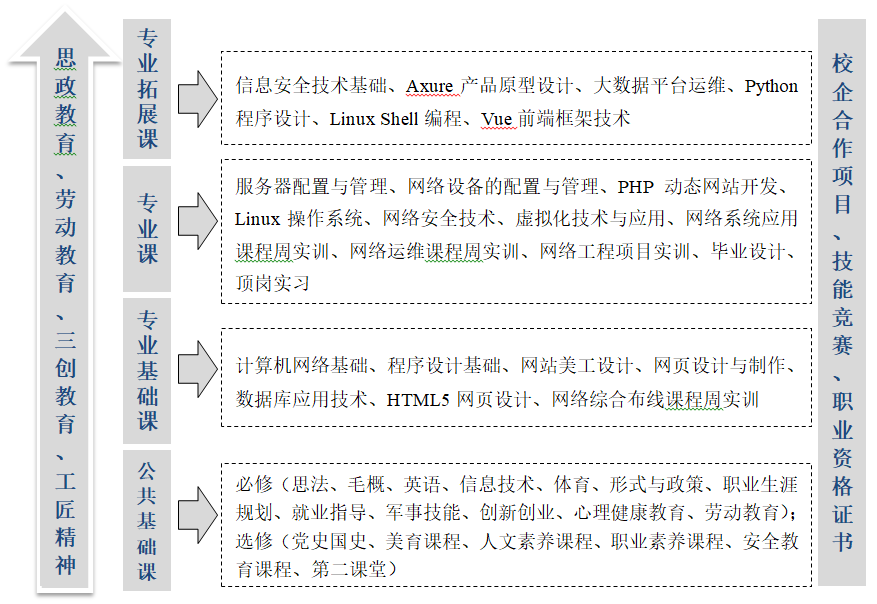 思政教育、劳动教育、三创教育、工匠精神
专业拓展课
信息安全技术基础、Axure 产品原型设计、大数据平台运维、Python
程序设计、Linux Shell 编程、Vue 前端框架技术
专业课
服务器配置与管理、网络设备的配置与管理、PHP 动态网站开发、
Linux 操作系统、网络安全技术、虚拟化技术与应用、网络系统应用
课程周实训、网络运维课程周实训、网络工程项目实训、毕业设计、
顶岗实习
专业基础课
计算机网络基础、程序设计基础、网站美工设计、网页设计与制作、
数据库应用技术、HTML5 网页设计、网络综合布线课程周实训
公共基础课
必修（思法、毛概、英语、信息技术、体育、形式与政策、职业生涯
规划、就业指导、军事技能、创新创业、心理健康教育、劳动教育）；
选修（党史国史、美育课程、人文素养课程、职业素养课程、安全教
育课程、第二课堂）
校企合作项目、技能竞赛、职业资格证书